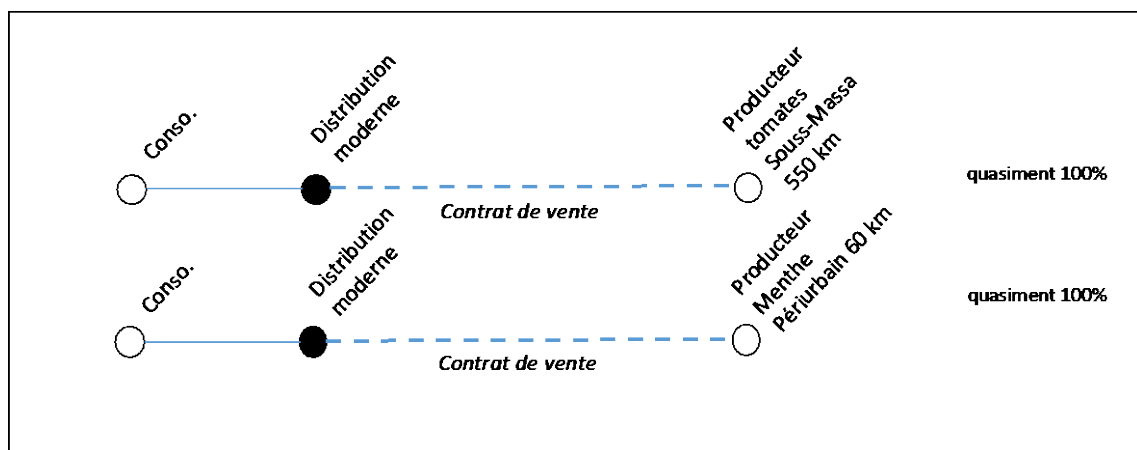 Conso.
Distribution
moderne
Producteur
tomates
Souss-Massa
550 km
quasiment 100%
Contrat de vente
Conso.
Distribution
moderne
Producteur
Menthe
Périurbain 60 km
quasiment 100%
Contrat de vente